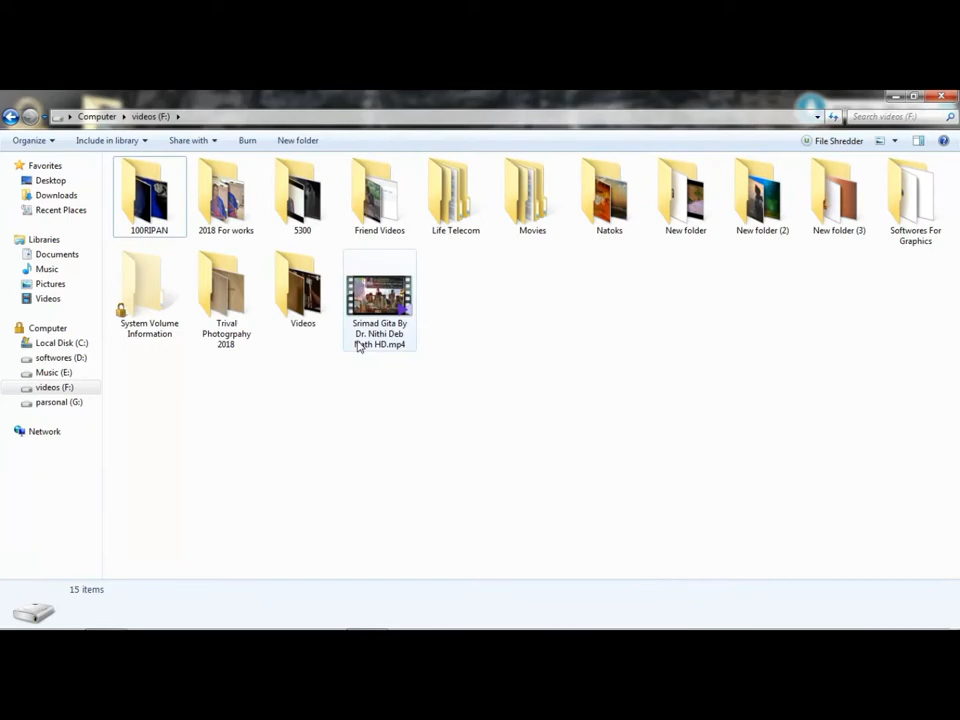 Computer
videos (F:)
Search videos (F:)
Organize
Include in library
Share with
Burn
New folder
File Shredder
Favorites
Desktop
Downloads
Recent Places
Libraries
Documents
Music
Pictures
Videos
Computer
Local Disk (C:)
softwores (D:)
Music (E:)
videos (F:)
parsonal (G:)
Network
100RIPAN
2018 For works
5300
Friend Videos
Life Telecom
Movies
Natoks
New folder
New folder (2)
New folder (3)
Softwores For
Graphics
System Volume
Information
Trival
Photogrpahy
2018
Videos
Srimad Gita By
Dr. Nithi Deb
HD.mp4
15 items